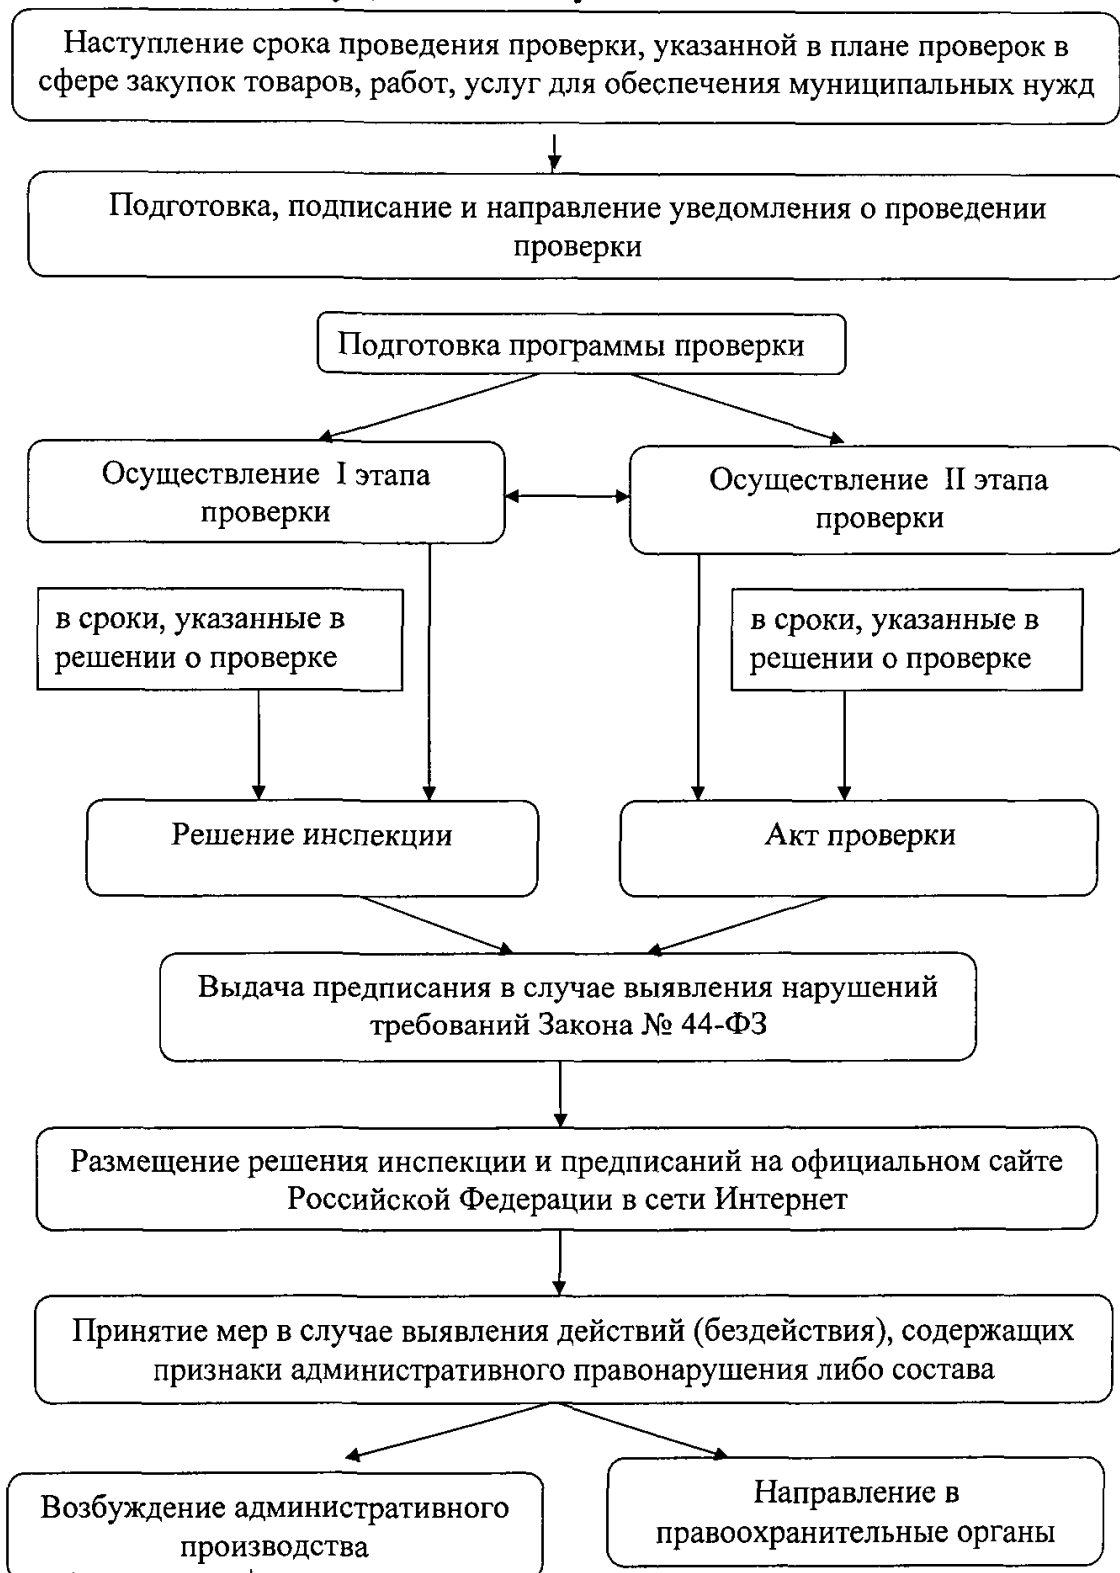 Наступление срока проведения проверки, указанной в плане проверок в
сфере закупок товаров, работ, услуг для обеспечения муниципальных нужд
Подготовка, подписание и направление уведомления о проведении
проверки
Подготовка программы проверки
Осуществление I этапа
проверки
Осуществление II этапа
проверки
в сроки, указанные в
решении о проверке
в сроки, указанные в
решении о проверке
Решение инспекции
Акт проверки
Выдача предписания в случае выявления нарушений
требований Закона № 44-ФЗ
Размещение решения инспекции и предписаний на официальном сайте
Российской Федерации в сети Интернет
Принятие мер в случае выявления действий (бездействия), содержащих
признаки административного правонарушения либо состава
Возбуждение административного
производства
Направление в
правоохранительные органы